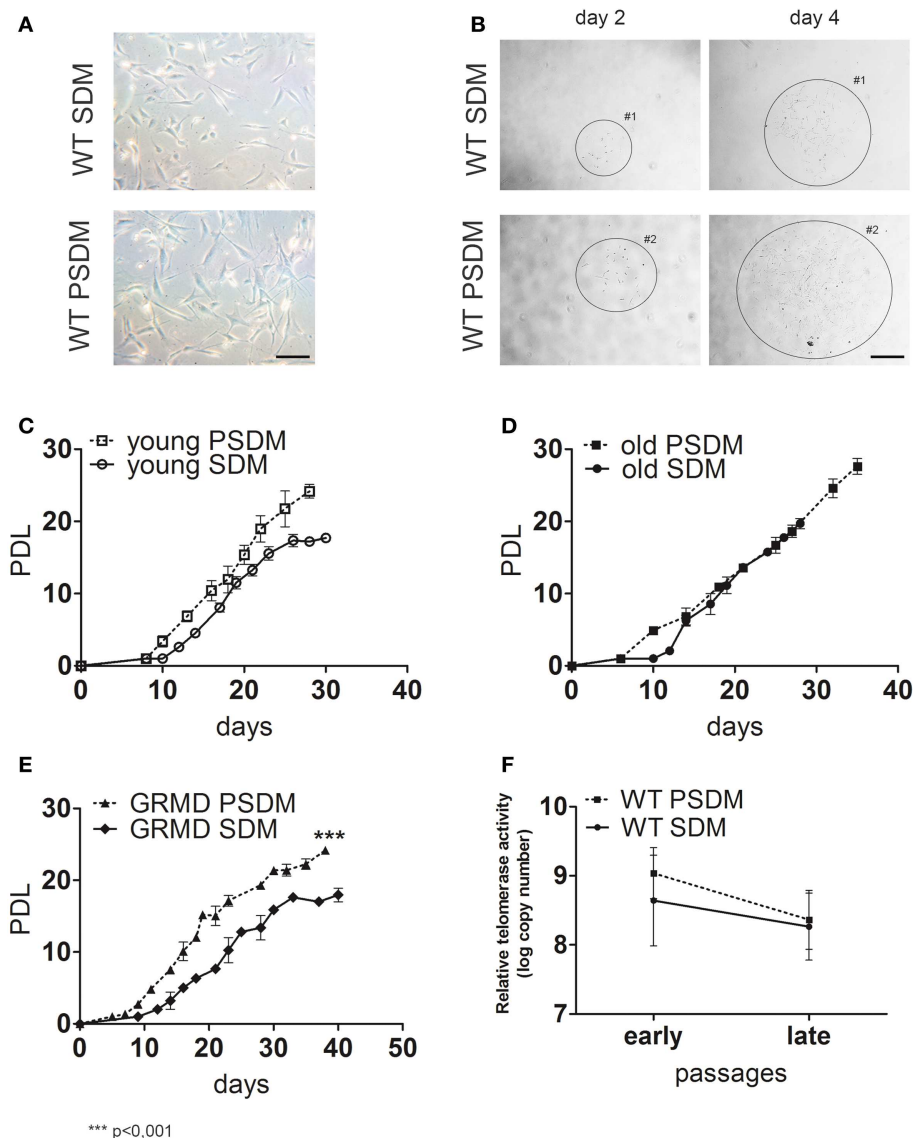 A
WT SDM
WT PSDM
B
day 2
day 4
WT SDM
WT PSDM
#1
#1
#2
#2
C
young PSDM
young SDM
PDL
30
20
10
0
0
10
20
30
40
days
D
old PSDM
old SDM
PDL
30
20
10
0
0
10
20
30
40
days
E
GRMD PSDM
GRMD SDM
***
PDL
30
20
10
0
0
10
20
30
40
50
days
*** p<0,001
F
WT PSDM
WT SDM
Relative telomerase activity
(log copy number)
10
9
8
7
early
late
passages